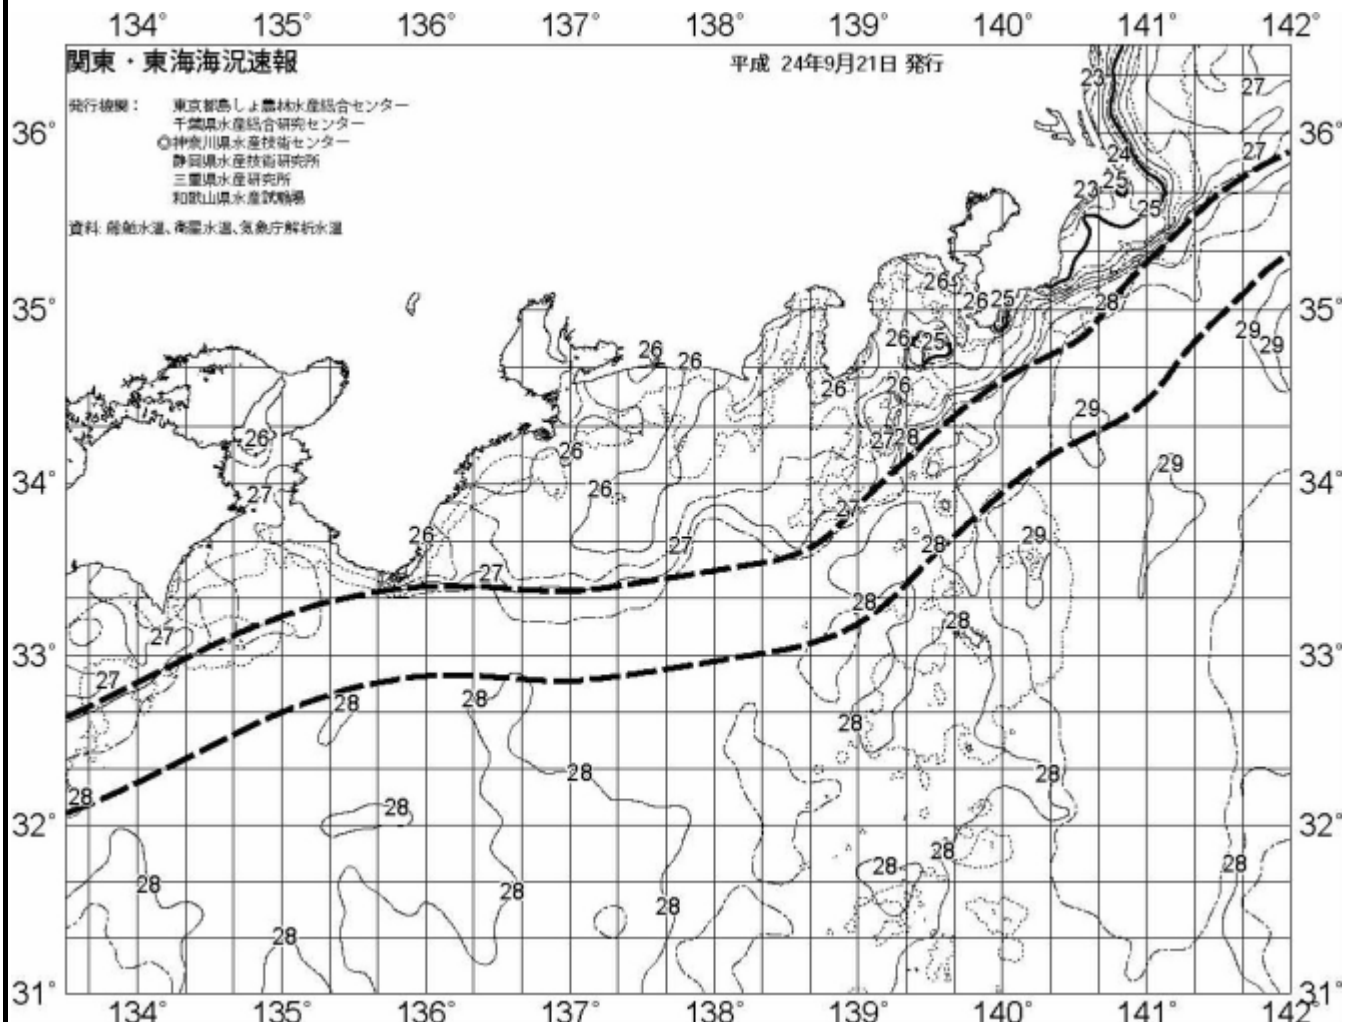 134° 135° 136° 137° 138° 139° 140° 141° 142°
関東・東海海況速報
平成 24年9月21日 発行
発行機関： 東京都島しょ農林水産総合センター
千葉県水産総合研究センター
◎神奈川県水産技術センター
静岡県水産技術研究所
三重県水産研究所
和歌山県水産試験場
資料: 船舶水温、衛星水温、気象庁解析水温
23 27
36° 36°
24 27
23 25
25
26
26 25 28
35° 35°
26 25 29 29
26 26
26 26
29
26 27 28
26
29
27 26
34° 34°
27
26 27 28 29
27
28
27 28
33° 33°
27
28 28 28
28 28
28 28
32° 32°
28 28 28
28 28 28
28
31° 31°
134° 135° 136° 137° 138° 139° 140° 141° 142°